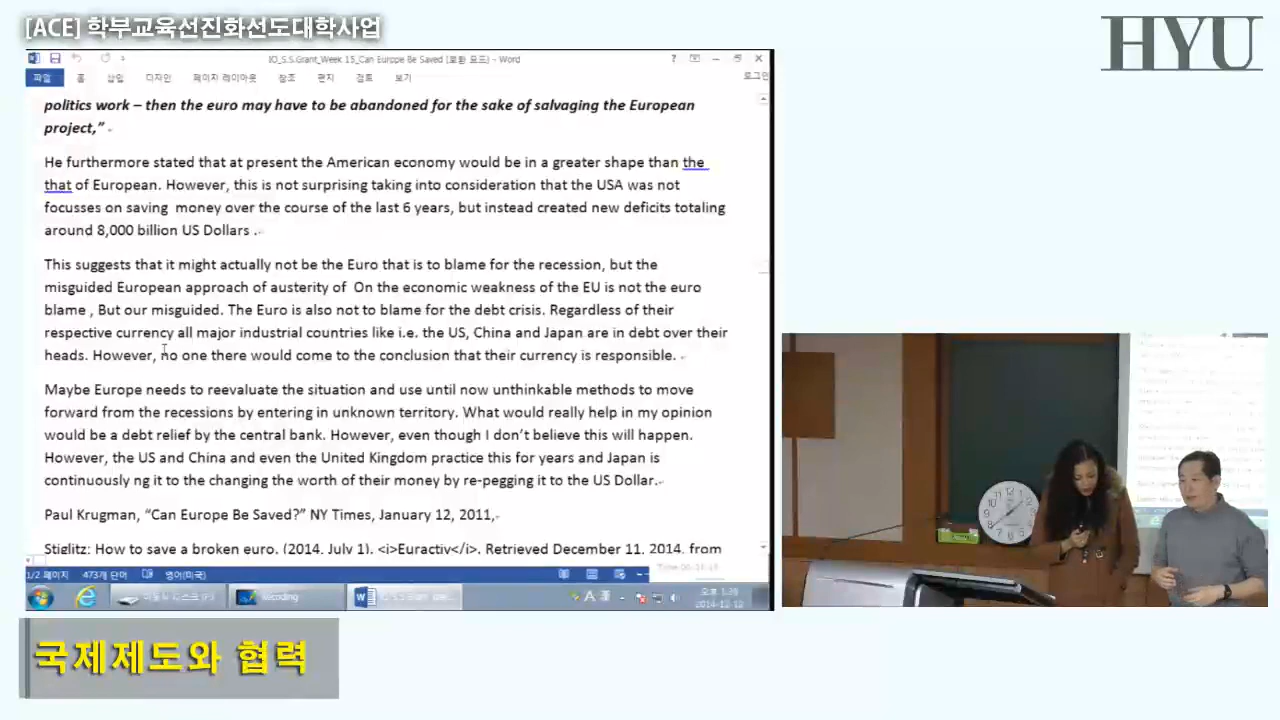 [ACE] 학부교육선진화선도대학사업
HYU
IO_S.S.Grant_Week 15_Can Europe Be Saved [호환 모드] - Word
파일 홈 삽입 디자인 페이지 레이아웃 참조 편지 검토 보기 로그인
politics work – then the euro may have to be abandoned for the sake of salvaging the European
project,”
He furthermore stated that at present the American economy would be in a greater shape than the
that of European. However, this is not surprising taking into consideration that the USA was not
focusses on saving money over the course of the last 6 years, but instead created new deficits totaling
around 8,000 billion US Dollars .
This suggests that it might actually not be the Euro that is to blame for the recession, but the
misguided European approach of austerity of On the economic weakness of the EU is not the euro
blame , But our misguided. The Euro is also not to blame for the debt crisis. Regardless of their
respective currency all major industrial countries like i.e. the US, China and Japan are in debt over their
heads. However, no one there would come to the conclusion that their currency is responsible.
Maybe Europe needs to reevaluate the situation and use until now unthinkable methods to move
forward from the recessions by entering in unknown territory. What would really help in my opinion
would be a debt relief by the central bank. However, even though I don’t believe this will happen.
However, the US and China and even the United Kingdom practice this for years and Japan is
continuously ng it to the changing the worth of their money by re-pegging it to the US Dollar.
Paul Krugman, “Can Europe Be Saved?” NY Times, January 12, 2011,
Stiglitz: How to save a broken euro. (2014, July 1). <i>Euractiv</i>. Retrieved December 11, 2014, from
1/2 페이지 473개 단어 영어(미국)
A 漢
2014-12-12
국제제도와 협력